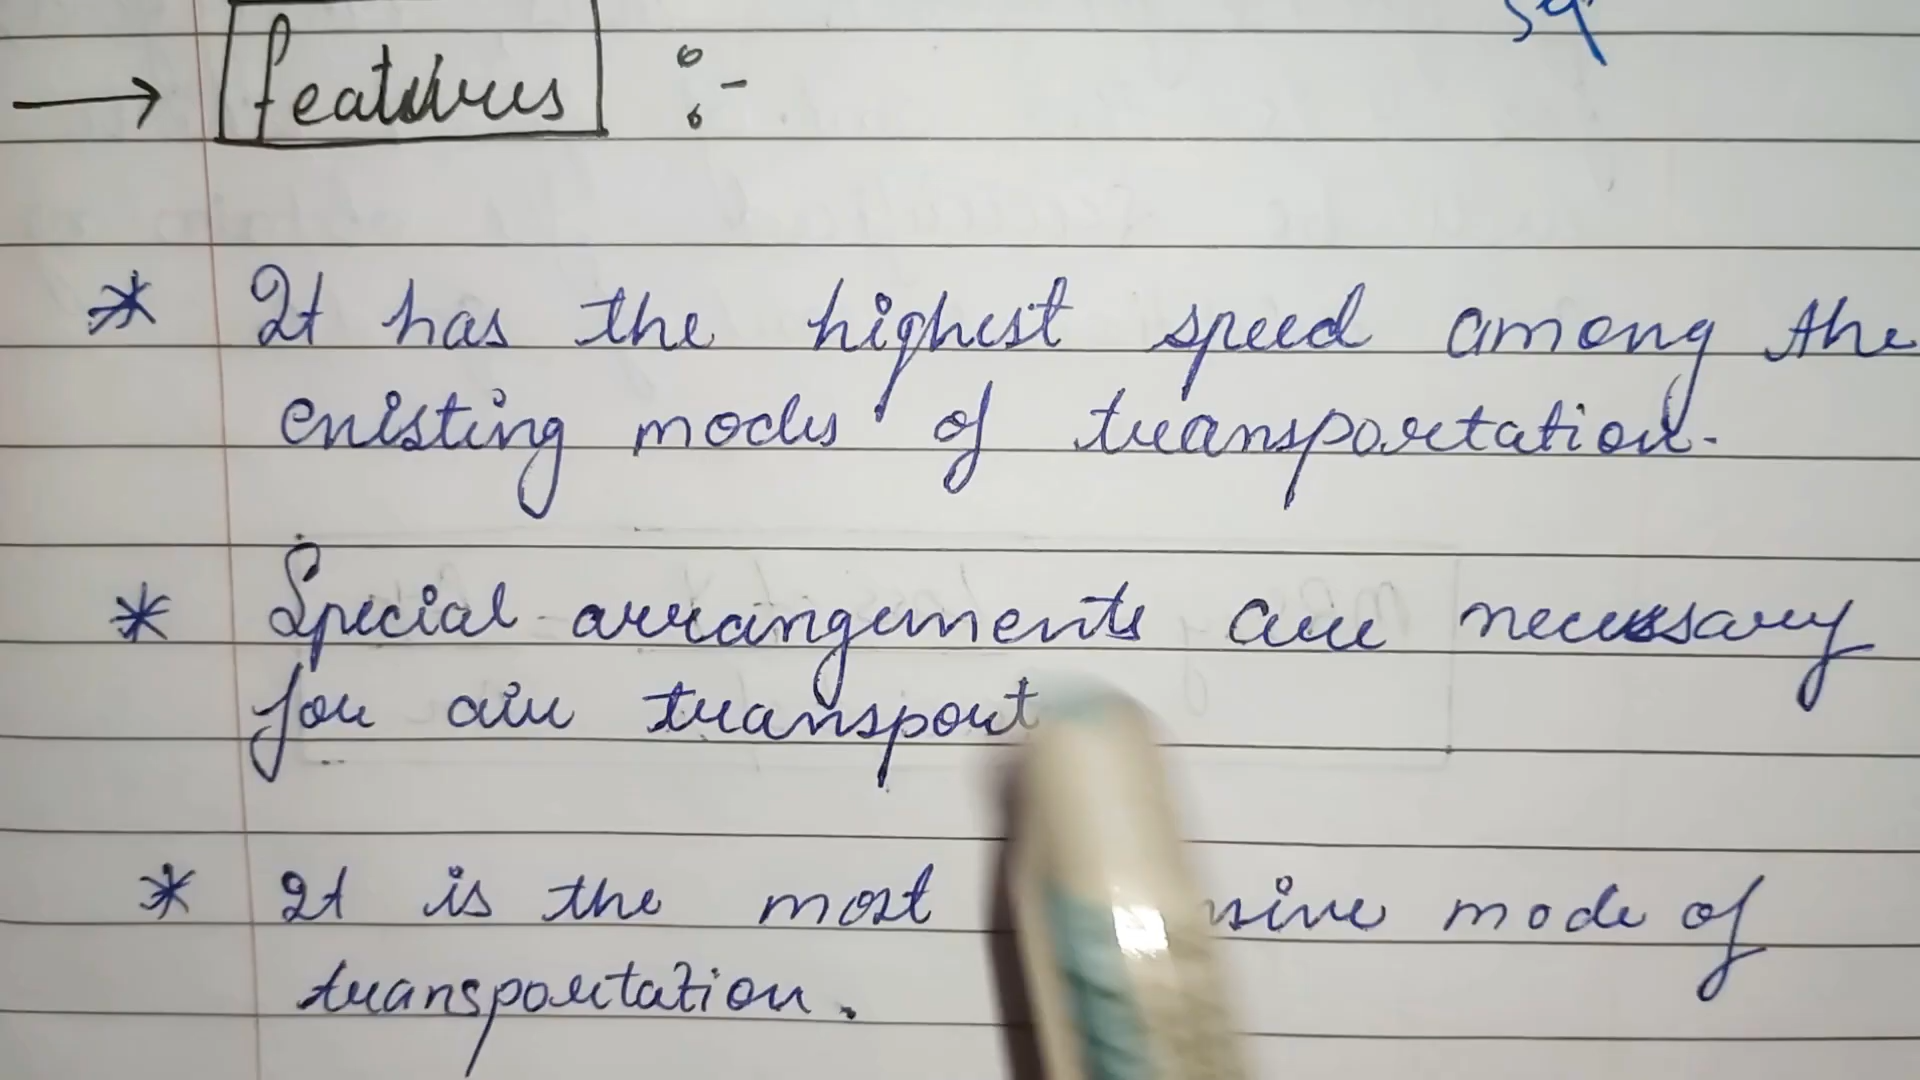 → Features :-
* It has the highest speed among the
existing modes of transportation.
* Special arrangements are necessary
for air transport
* It is the most mode of
transportation.